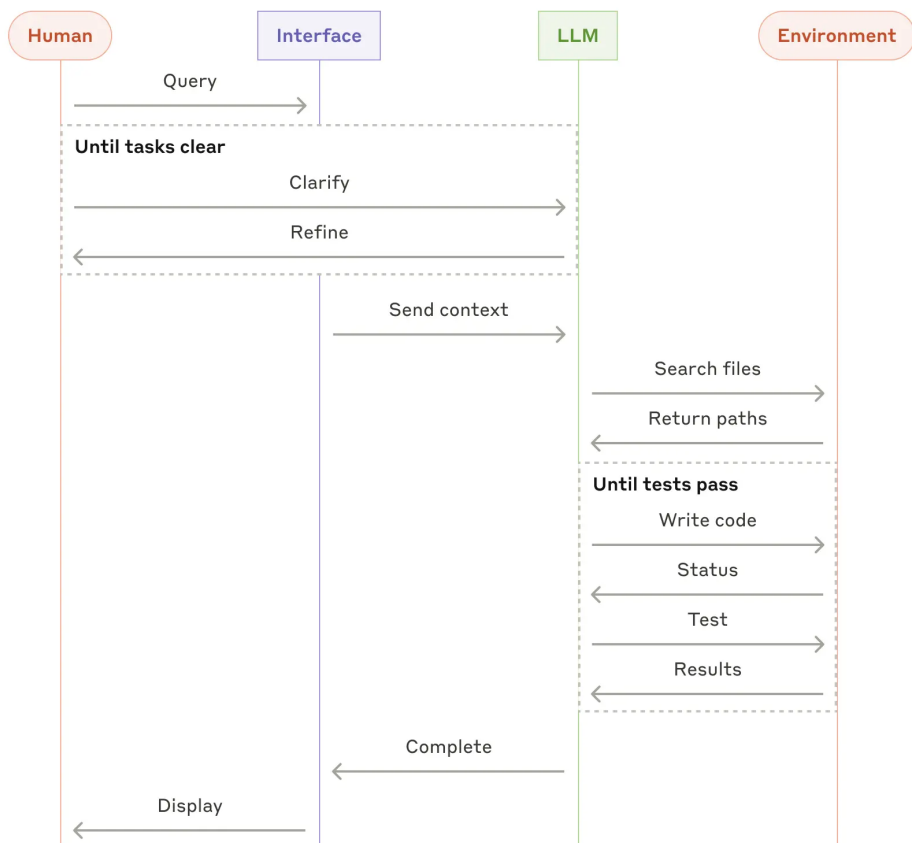 Human
Interface
LLM
Environment
Query
Until tasks clear
Clarify
Refine
Send context
Search files
Return paths
Until tests pass
Write code
Status
Test
Results
Complete
Display